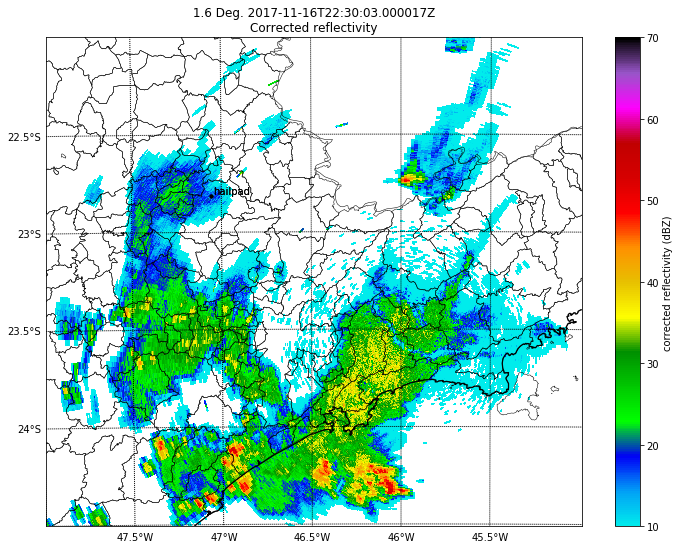 1.6 Deg. 2017-11-16T22:30:03.000017Z
Corrected reflectivity
70
60
50
40
30
20
10
corrected reflectivity (dBZ)
22.5°S
23°S
23.5°S
24°S
hailpad
47.5°W
47°W
46.5°W
46°W
45.5°W